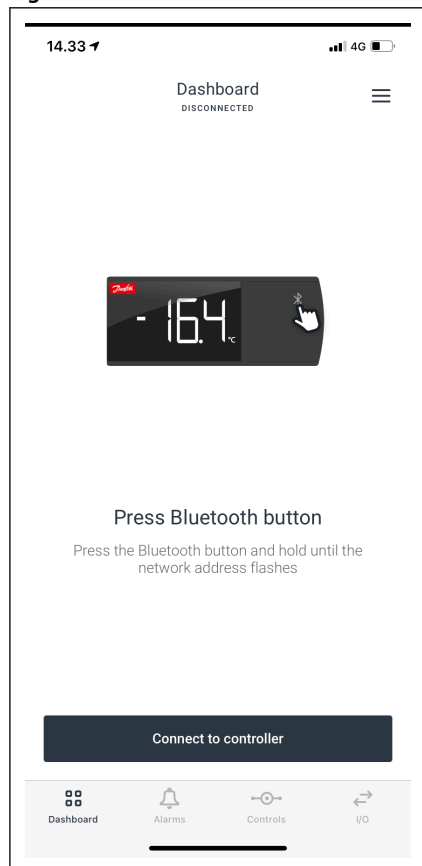 14.33
4G
Dashboard
DISCONNECTED
Danfoss
-16.4 °C
Press Bluetooth button
Press the Bluetooth button and hold until the
network address flashes
Connect to controller
Dashboard Alarms Controls I/O